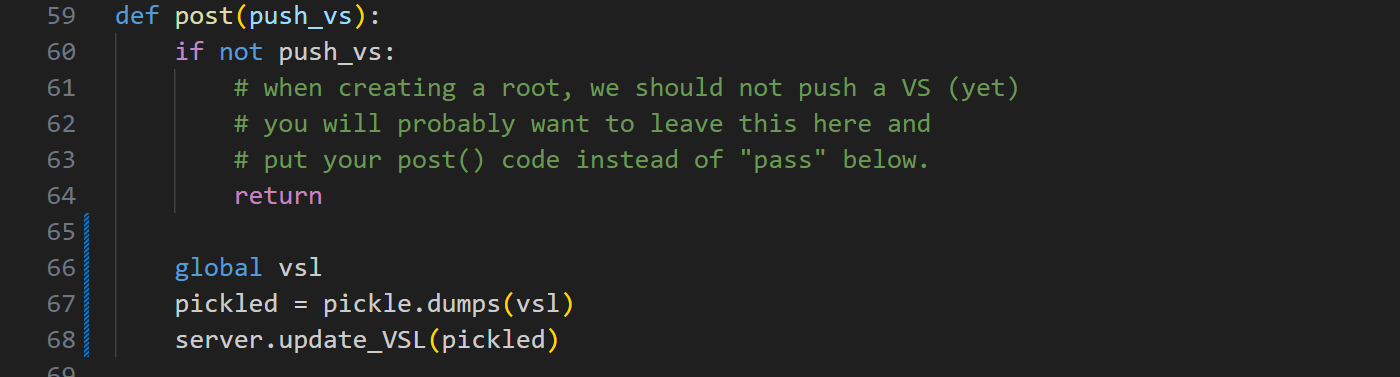 59 def post(push_vs):
60 if not push_vs:
61 # when creating a root, we should not push a VS (yet)
62 # you will probably want to leave this here and
63 # put your post() code instead of "pass" below.
64 return
65
66 global vsl
67 pickled = pickle.dumps(vsl)
68 server.update_VSL(pickled)
69